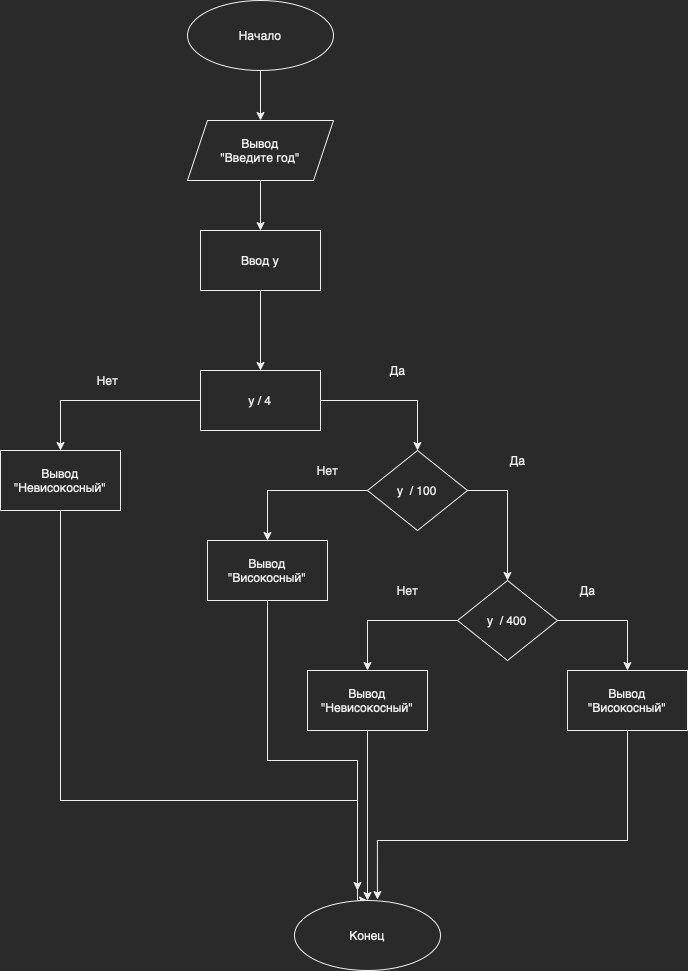 Начало
Вывод
"Введите год"
Ввод y
Нет
Да
y / 4
Вывод
"Невисокосный"
Нет
Да
y / 100
Вывод
"Високосный"
Нет
Да
y / 400
Вывод
"Невисокосный"
Вывод
"Високосный"
Конец